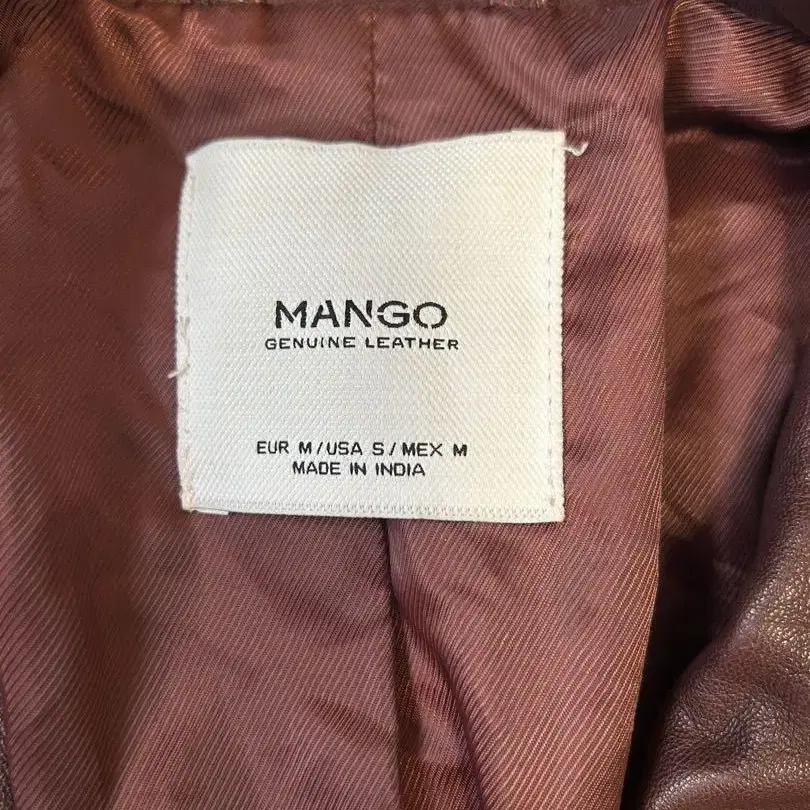 MANGO
GENUINE LEATHER
EUR M/USA S/MEX M
MADE IN INDIA